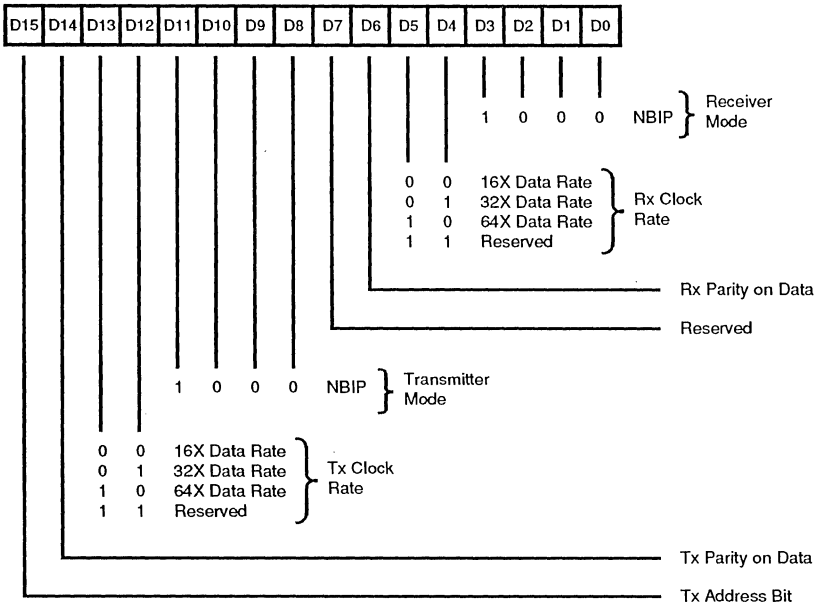 D15 D14 D13 D12 D11 D10 D9 D8 D7 D6 D5 D4 D3 D2 D1 D0
1 0 0 0 NBIP Receiver Mode
0 0 16X Data Rate
0 1 32X Data Rate
1 0 64X Data Rate
1 1 Reserved
Rx Clock
Rate
Rx Parity on Data
Reserved
1 0 0 0 NBIP Transmitter Mode
0 0 16X Data Rate
0 1 32X Data Rate
1 0 64X Data Rate
1 1 Reserved
Tx Clock
Rate
Tx Parity on Data
Tx Address Bit